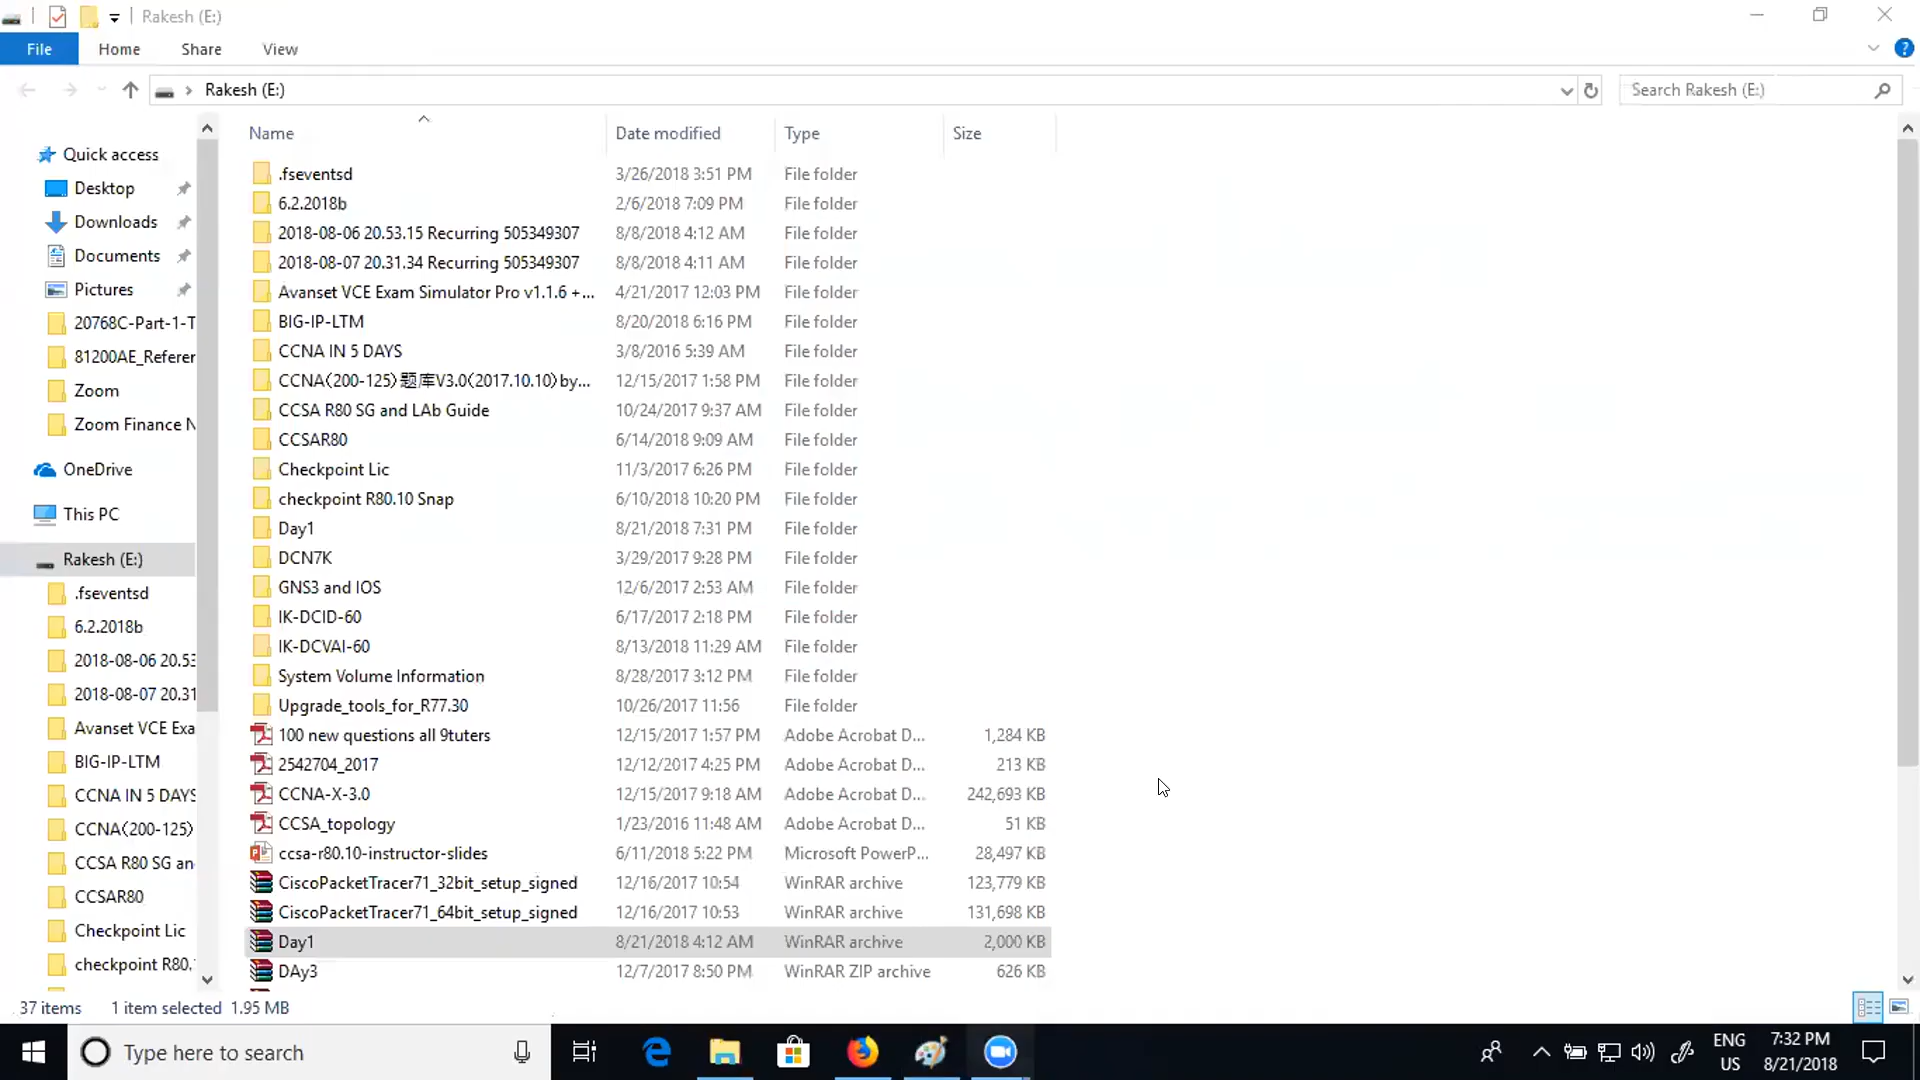 Rakesh (E:)
File Home Share View
Rakesh (E:) Search Rakesh (E:)
Name Date modified Type Size
Quick access
Desktop
Downloads
Documents
Pictures
20768C-Part-1-T
81200AE_Referer
Zoom
Zoom Finance N
OneDrive
This PC
Rakesh (E:)
.fseventsd
6.2.2018b
2018-08-06 20.53
2018-08-07 20.31
Avanset VCE Exa
BIG-IP-LTM
CCNA IN 5 DAYS
CCNA(200-125)
CCSA R80 SG an
CCSAR80
Checkpoint Lic
checkpoint R80.
.fseventsd 3/26/2018 3:51 PM File folder
6.2.2018b 2/6/2018 7:09 PM File folder
2018-08-06 20.53.15 Recurring 505349307 8/8/2018 4:12 AM File folder
2018-08-07 20.31.34 Recurring 505349307 8/8/2018 4:11 AM File folder
Avanset VCE Exam Simulator Pro v1.1.6 +... 4/21/2017 12:03 PM File folder
BIG-IP-LTM 8/20/2018 6:16 PM File folder
CCNA IN 5 DAYS 3/8/2016 5:39 AM File folder
CCNA(200-125)题库V3.0(2017.10.10)by... 12/15/2017 1:58 PM File folder
CCSA R80 SG and LAb Guide 10/24/2017 9:37 AM File folder
CCSAR80 6/14/2018 9:09 AM File folder
Checkpoint Lic 11/3/2017 6:26 PM File folder
checkpoint R80.10 Snap 6/10/2018 10:20 PM File folder
Day1 8/21/2018 7:31 PM File folder
DCN7K 3/29/2017 9:28 PM File folder
GNS3 and IOS 12/6/2017 2:53 AM File folder
IK-DCID-60 6/17/2017 2:18 PM File folder
IK-DCVAI-60 8/13/2018 11:29 AM File folder
System Volume Information 8/28/2017 3:12 PM File folder
Upgrade_tools_for_R77.30 10/26/2017 11:56 File folder
100 new questions all 9tuters 12/15/2017 1:57 PM Adobe Acrobat D... 1,284 KB
2542704_2017 12/12/2017 4:25 PM Adobe Acrobat D... 213 KB
CCNA-X-3.0 12/15/2017 9:18 AM Adobe Acrobat D... 242,693 KB
CCSA_topology 1/23/2016 11:48 AM Adobe Acrobat D... 51 KB
ccsa-r80.10-instructor-slides 6/11/2018 5:22 PM Microsoft PowerP... 28,497 KB
CiscoPacketTracer71_32bit_setup_signed 12/16/2017 10:54 WinRAR archive 123,779 KB
CiscoPacketTracer71_64bit_setup_signed 12/16/2017 10:53 WinRAR archive 131,698 KB
Day1 8/21/2018 4:12 AM WinRAR archive 2,000 KB
DAy3 12/7/2017 8:50 PM WinRAR ZIP archive 626 KB
37 items 1 item selected 1.95 MB
Type here to search
ENG
US
7:32 PM
8/21/2018